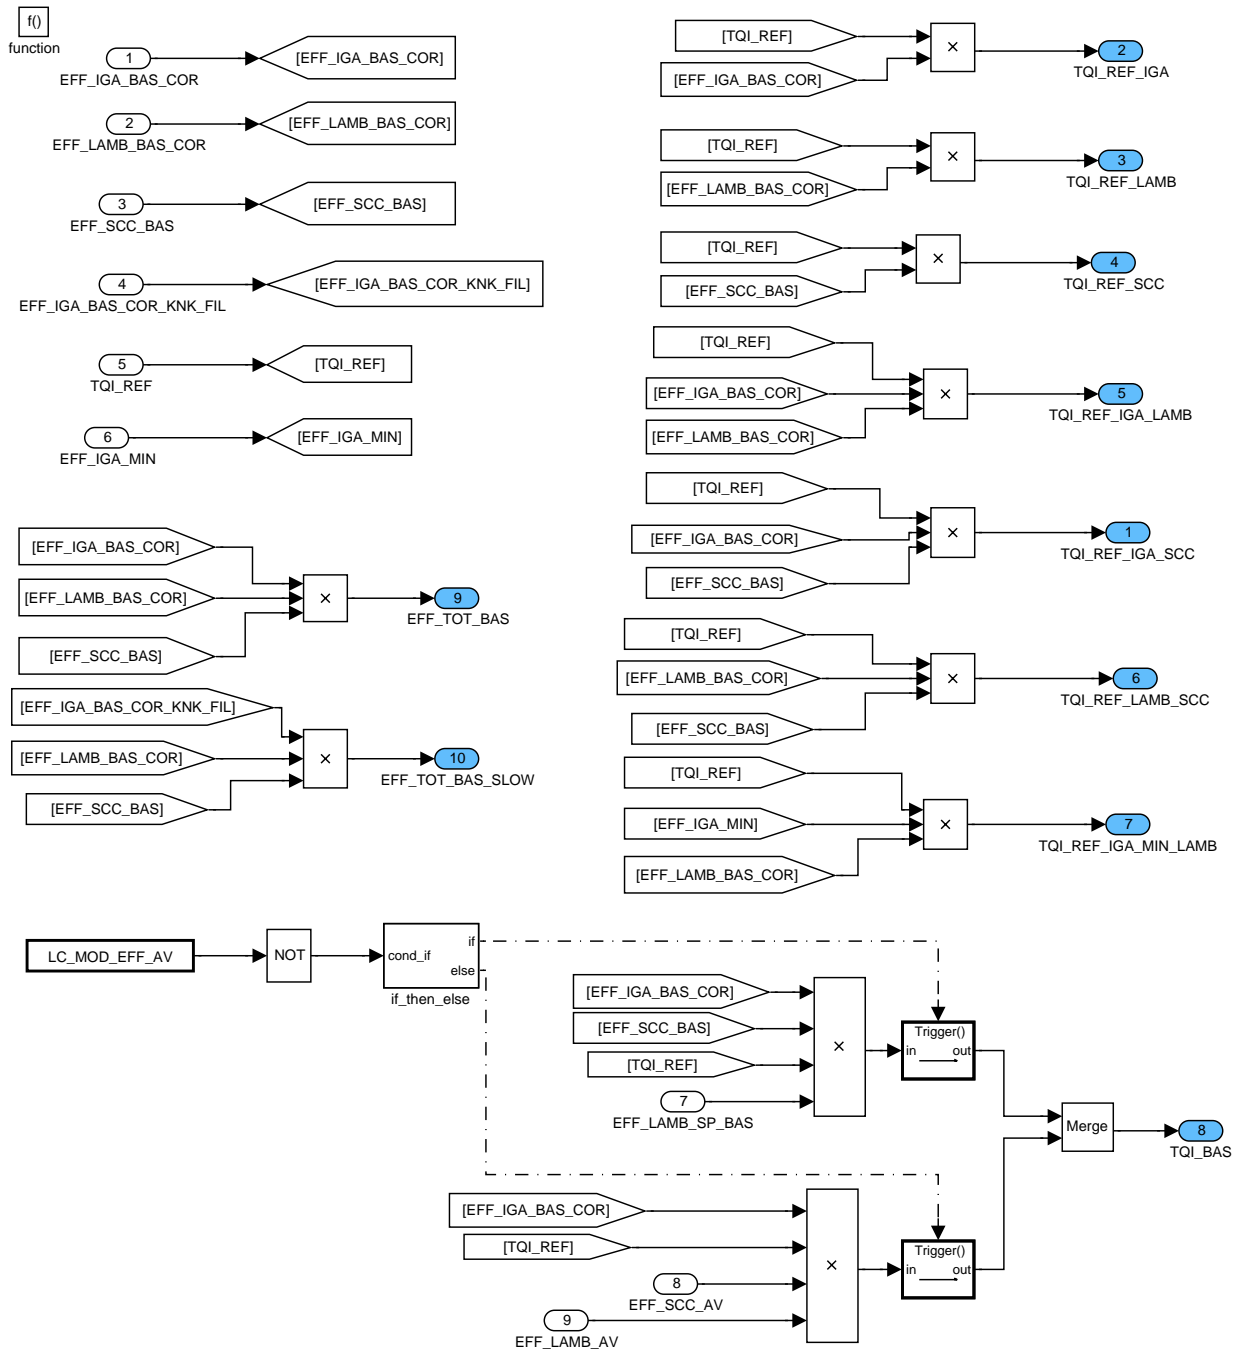 f()
function
1
EFF_IGA_BAS_COR
[EFF_IGA_BAS_COR]
2
EFF_LAMB_BAS_COR
[EFF_LAMB_BAS_COR]
3
EFF_SCC_BAS
[EFF_SCC_BAS]
4
EFF_IGA_BAS_COR_KNK_FIL
[EFF_IGA_BAS_COR_KNK_FIL]
5
TQI_REF
[TQI_REF]
6
EFF_IGA_MIN
[EFF_IGA_MIN]
[EFF_IGA_BAS_COR]
[EFF_LAMB_BAS_COR]
[EFF_SCC_BAS]
×
9
EFF_TOT_BAS
[EFF_IGA_BAS_COR_KNK_FIL]
[EFF_LAMB_BAS_COR]
[EFF_SCC_BAS]
×
10
EFF_TOT_BAS_SLOW
[TQI_REF]
[EFF_IGA_BAS_COR]
×
2
TQI_REF_IGA
[TQI_REF]
[EFF_LAMB_BAS_COR]
×
3
TQI_REF_LAMB
[TQI_REF]
[EFF_SCC_BAS]
×
4
TQI_REF_SCC
[TQI_REF]
[EFF_IGA_BAS_COR]
[EFF_LAMB_BAS_COR]
×
5
TQI_REF_IGA_LAMB
[TQI_REF]
[EFF_IGA_BAS_COR]
[EFF_SCC_BAS]
×
1
TQI_REF_IGA_SCC
[TQI_REF]
[EFF_LAMB_BAS_COR]
[EFF_SCC_BAS]
×
6
TQI_REF_LAMB_SCC
[TQI_REF]
[EFF_IGA_MIN]
[EFF_LAMB_BAS_COR]
×
7
TQI_REF_IGA_MIN_LAMB
LC_MOD_EFF_AV
NOT
cond_if
if
else
if_then_else
[EFF_IGA_BAS_COR]
[EFF_SCC_BAS]
[TQI_REF]
7
EFF_LAMB_SP_BAS
×
Trigger()
in
out
[EFF_IGA_BAS_COR]
[TQI_REF]
8
EFF_SCC_AV
9
EFF_LAMB_AV
×
Trigger()
in
out
Merge
8
TQI_BAS